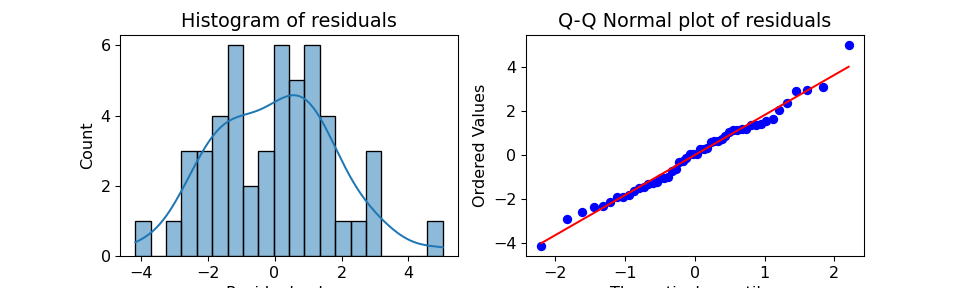 Histogram of residuals
Count
6
4
2
0
−4 −2 0 2 4
Q-Q Normal plot of residuals
Ordered Values
4
2
0
−2
−4
−2 −1 0 1 2